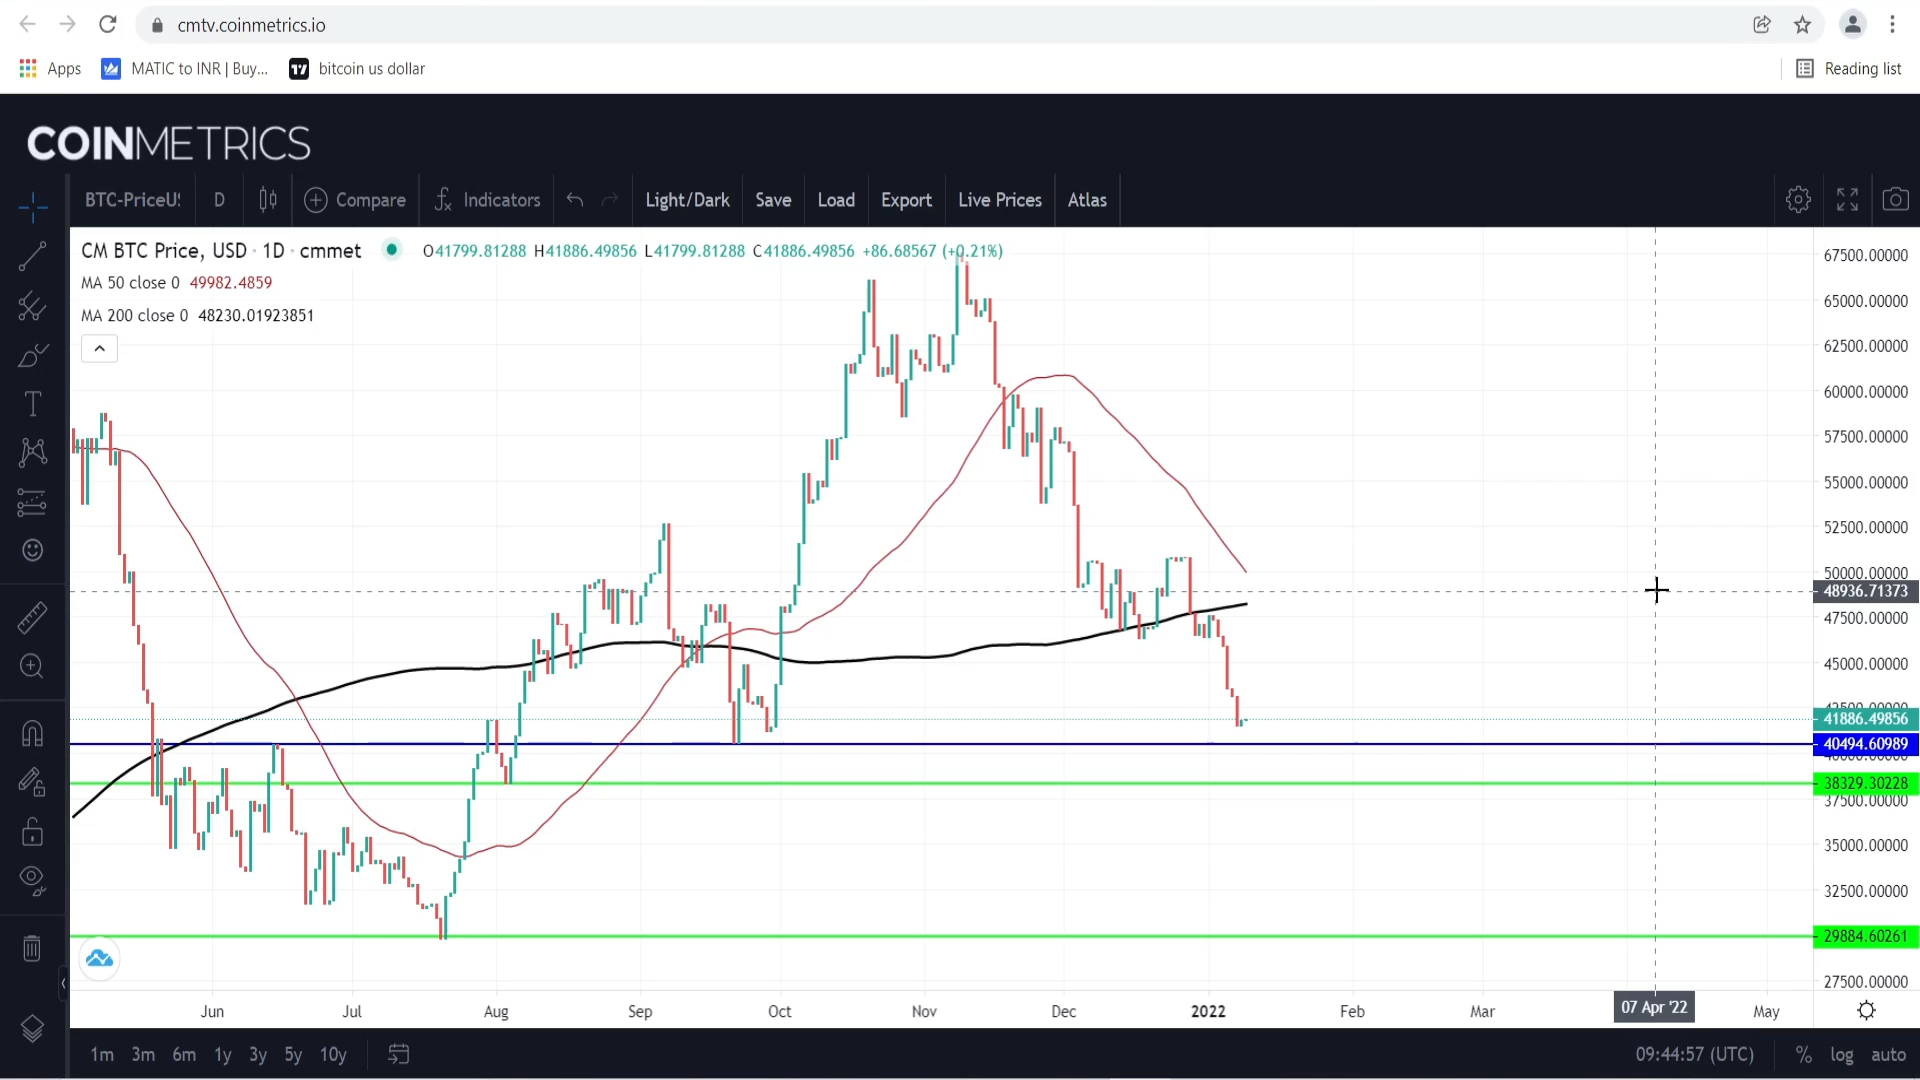 cmtv.coinmetrics.io
Apps MATIC to INR | Buy... bitcoin us dollar Reading list
COINMETRICS
BTC-PriceUS D Compare Indicators Light/Dark Save Load Export Live Prices Atlas
CM BTC Price, USD · 1D · cmmet O41799.81288 H41886.49856 L41799.81288 C41886.49856 +86.68567 (+0.21%)
MA 50 close 0 49982.4859
MA 200 close 0 48230.01923851
67500.00000
65000.00000
62500.00000
60000.00000
57500.00000
55000.00000
52500.00000
50000.00000
48936.71373
47500.00000
45000.00000
41886.49856
40494.60989
38329.30228
37500.00000
35000.00000
32500.00000
29884.60261
27500.00000
Jun Jul Aug Sep Oct Nov Dec 2022 Feb Mar 07 Apr '22 May
1m 3m 6m 1y 3y 5y 10y 09:44:57 (UTC) % log auto